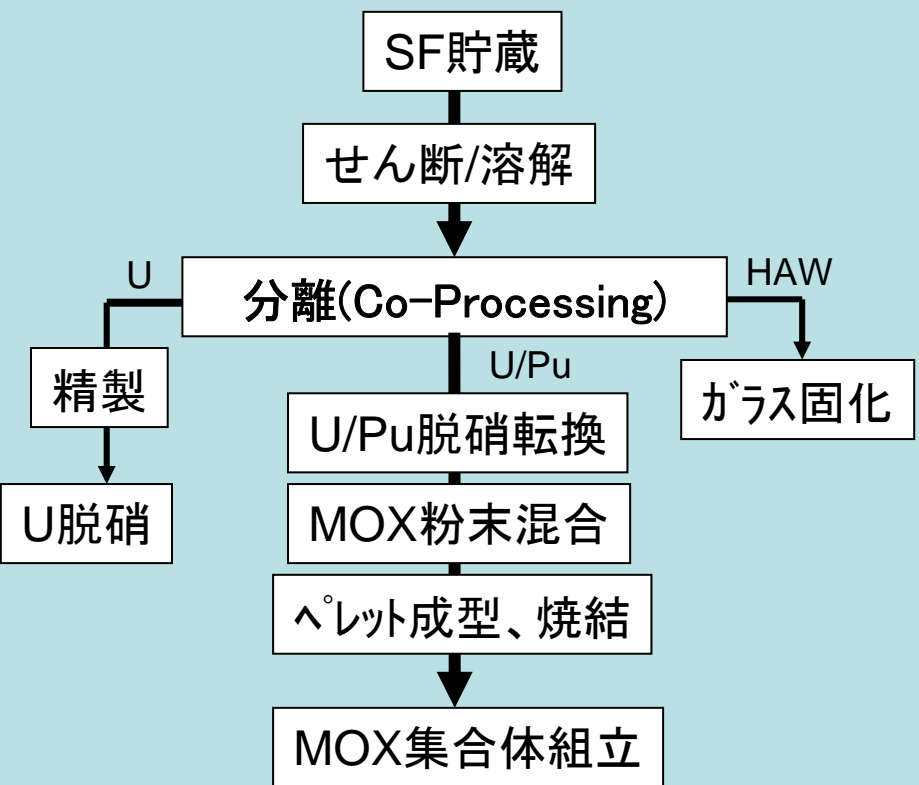 SF貯蔵
せん断/溶解
U
分離(Co-Processing)
HAW
U/Pu
精製
ガラス固化
U/Pu脱硝転換
U脱硝
MOX粉末混合
ペレット成型、焼結
MOX集合体組立